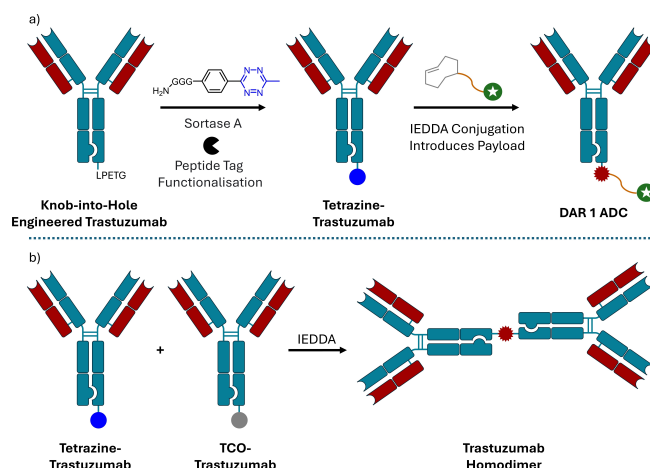 a)
H₂N
GGG
N
N
N
N
Sortase A
Peptide Tag
Functionalisation
IEDDA Conjugation
Introduces Payload
LPETG
Knob-into-Hole
Engineered Trastuzumab
Tetrazine-
Trastuzumab
DAR 1 ADC
b)
+
IEDDA
Tetrazine-
Trastuzumab
TCO-
Trastuzumab
Trastuzumab
Homodimer